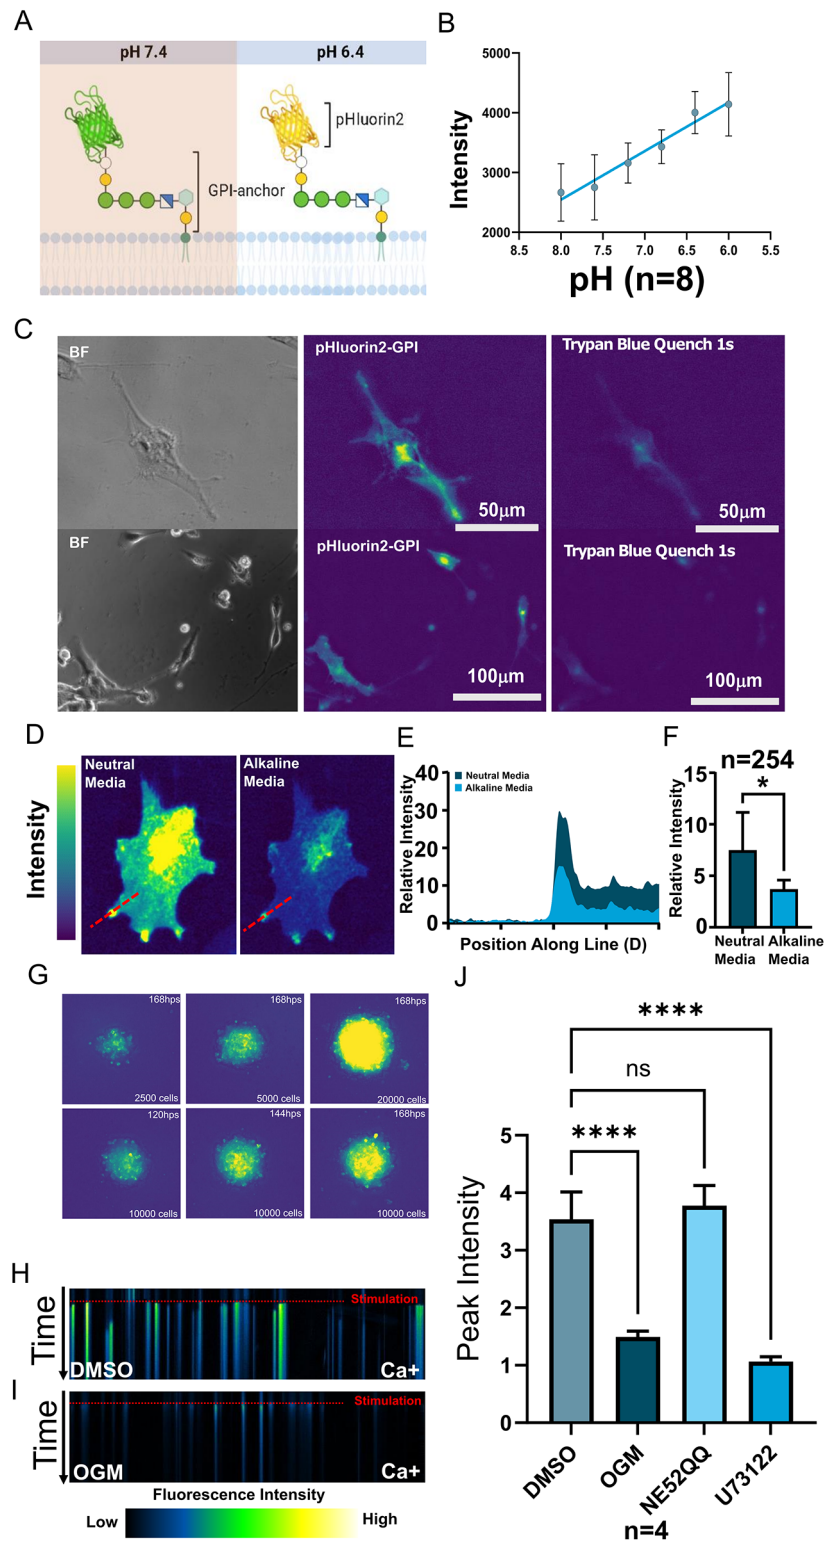 A
pH 7.4
pH 6.4
pHluorin2
GPI-anchor
B
Intensity
5000
4000
3000
2000
8.5 8.0 7.5 7.0 6.5 6.0 5.5
pH (n=8)
C
BF
pHluorin2-GPI
Trypan Blue Quench 1s
50μm
50μm
BF
pHluorin2-GPI
Trypan Blue Quench 1s
100μm
100μm
D
Intensity
Neutral
Media
Alkaline
Media
E
Relative Intensity
40
30
20
10
0
Neutral Media
Alkaline Media
Position Along Line (D)
F
n=254
*
Relative Intensity
15
10
5
0
Neutral
Media
Alkaline
Media
G
168hps
2500 cells
168hps
5000 cells
168hps
20000 cells
120hps
10000 cells
144hps
10000 cells
168hps
10000 cells
H
Time
Stimulation
DMSO
Ca+
I
Time
Stimulation
OGM
Ca+
Fluorescence Intensity
Low
High
J
****
ns
****
Peak Intensity
5
4
3
2
1
0
DMSO
OGM
NE52QQ
U73122
n=4